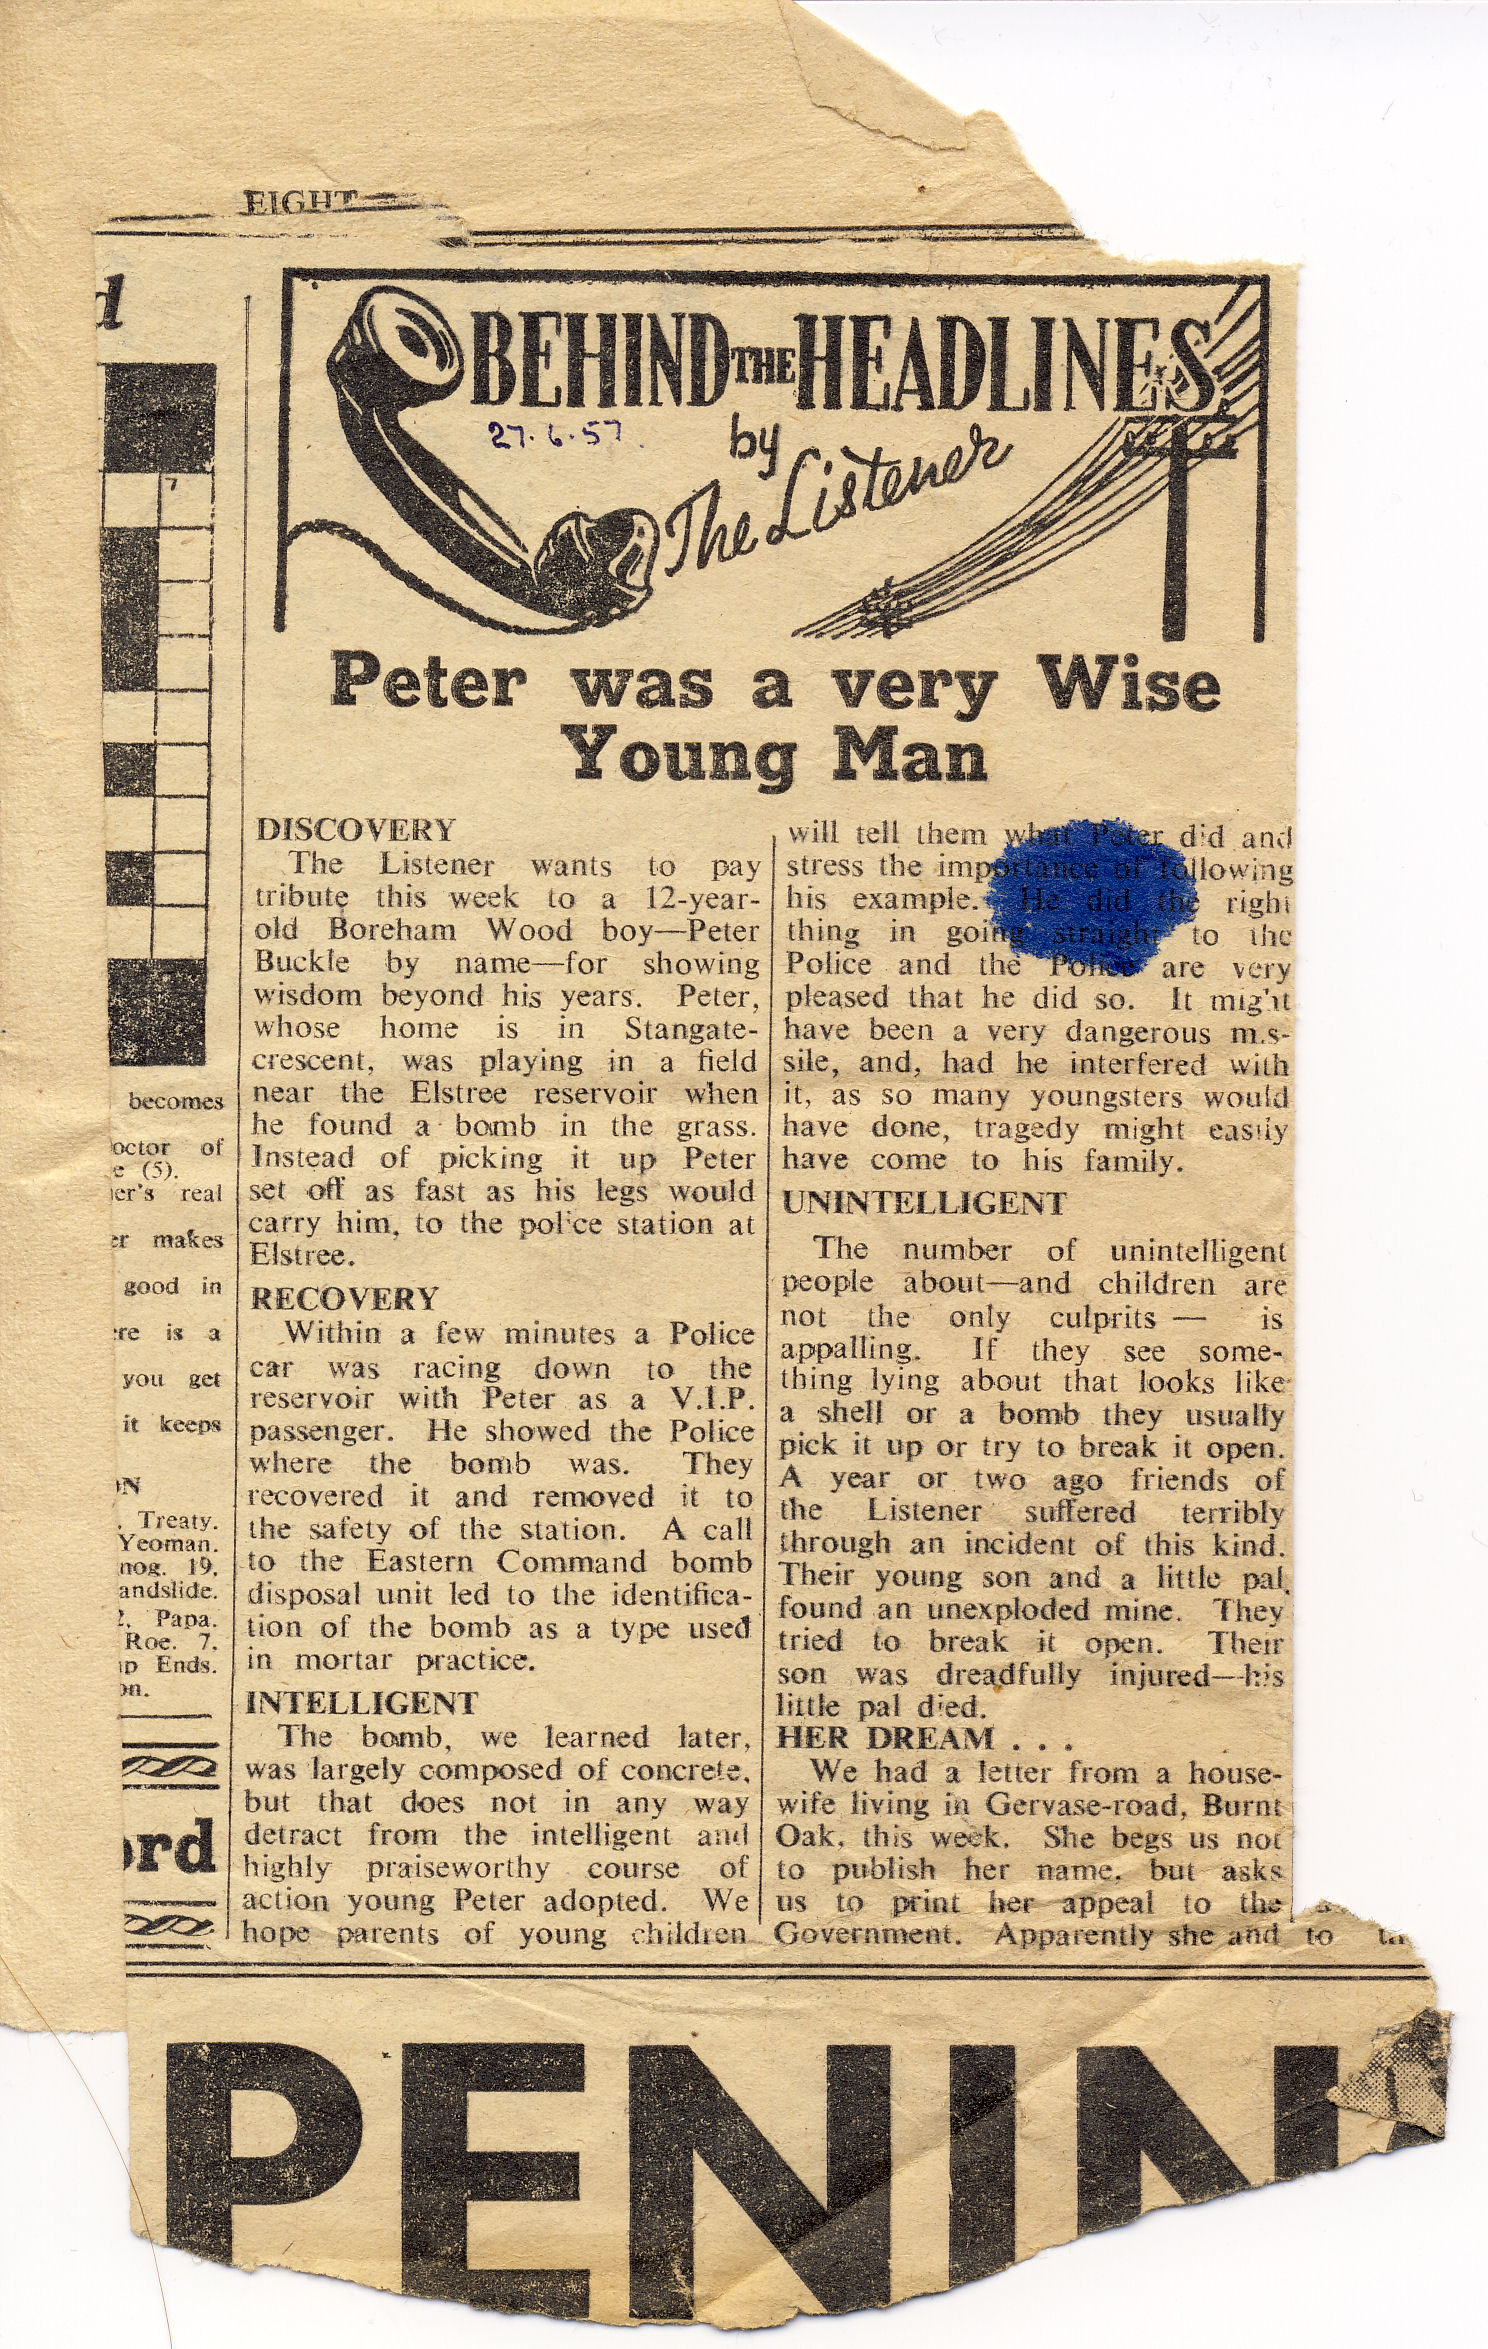 EIGHT
d
BEHIND THE HEADLINES
27.6.57.
by
The Listener
Peter was a very Wise
Young Man
7
becomes
octor of
e (5).
er's real
er makes
good in
ere is a
you get
it keeps
ON
. Treaty.
Yeoman.
nog. 19,
andslide.
2, Papa.
Roe. 7,
p Ends.
on.
ord
DISCOVERY
The Listener wants to pay
tribute this week to a 12-year-
old Boreham Wood boy—Peter
Buckle by name—for showing
wisdom beyond his years. Peter,
whose home is in Stangate-
crescent, was playing in a field
near the Elstree reservoir when
he found a bomb in the grass.
Instead of picking it up Peter
set off as fast as his legs would
carry him, to the police station at
Elstree.
RECOVERY
Within a few minutes a Police
car was racing down to the
reservoir with Peter as a V.I.P.
passenger. He showed the Police
where the bomb was. They
recovered it and removed it to
the safety of the station. A call
to the Eastern Command bomb
disposal unit led to the identifica-
tion of the bomb as a type used
in mortar practice.
INTELLIGENT
The bomb, we learned later,
was largely composed of concrete,
but that does not in any way
detract from the intelligent and
highly praiseworthy course of
action young Peter adopted. We
hope parents of young children
will tell them what Peter did and
stress the importance of following
his example. He did the right
thing in going straight to the
Police and the Police are very
pleased that he did so. It might
have been a very dangerous mis-
sile, and, had he interfered with
it, as so many youngsters would
have done, tragedy might easily
have come to his family.
UNINTELLIGENT
The number of unintelligent
people about—and children are
not the only culprits — is
appalling. If they see some-
thing lying about that looks like
a shell or a bomb they usually
pick it up or try to break it open.
A year or two ago friends of
the Listener suffered terribly
through an incident of this kind.
Their young son and a little pal
found an unexploded mine. They
tried to break it open. Their
son was dreadfully injured—his
little pal died.
HER DREAM . . .
We had a letter from a house-
wife living in Gervase-road, Burnt
Oak, this week. She begs us not
to publish her name, but asks
us to print her appeal to the
Government. Apparently she and
to
PENIN